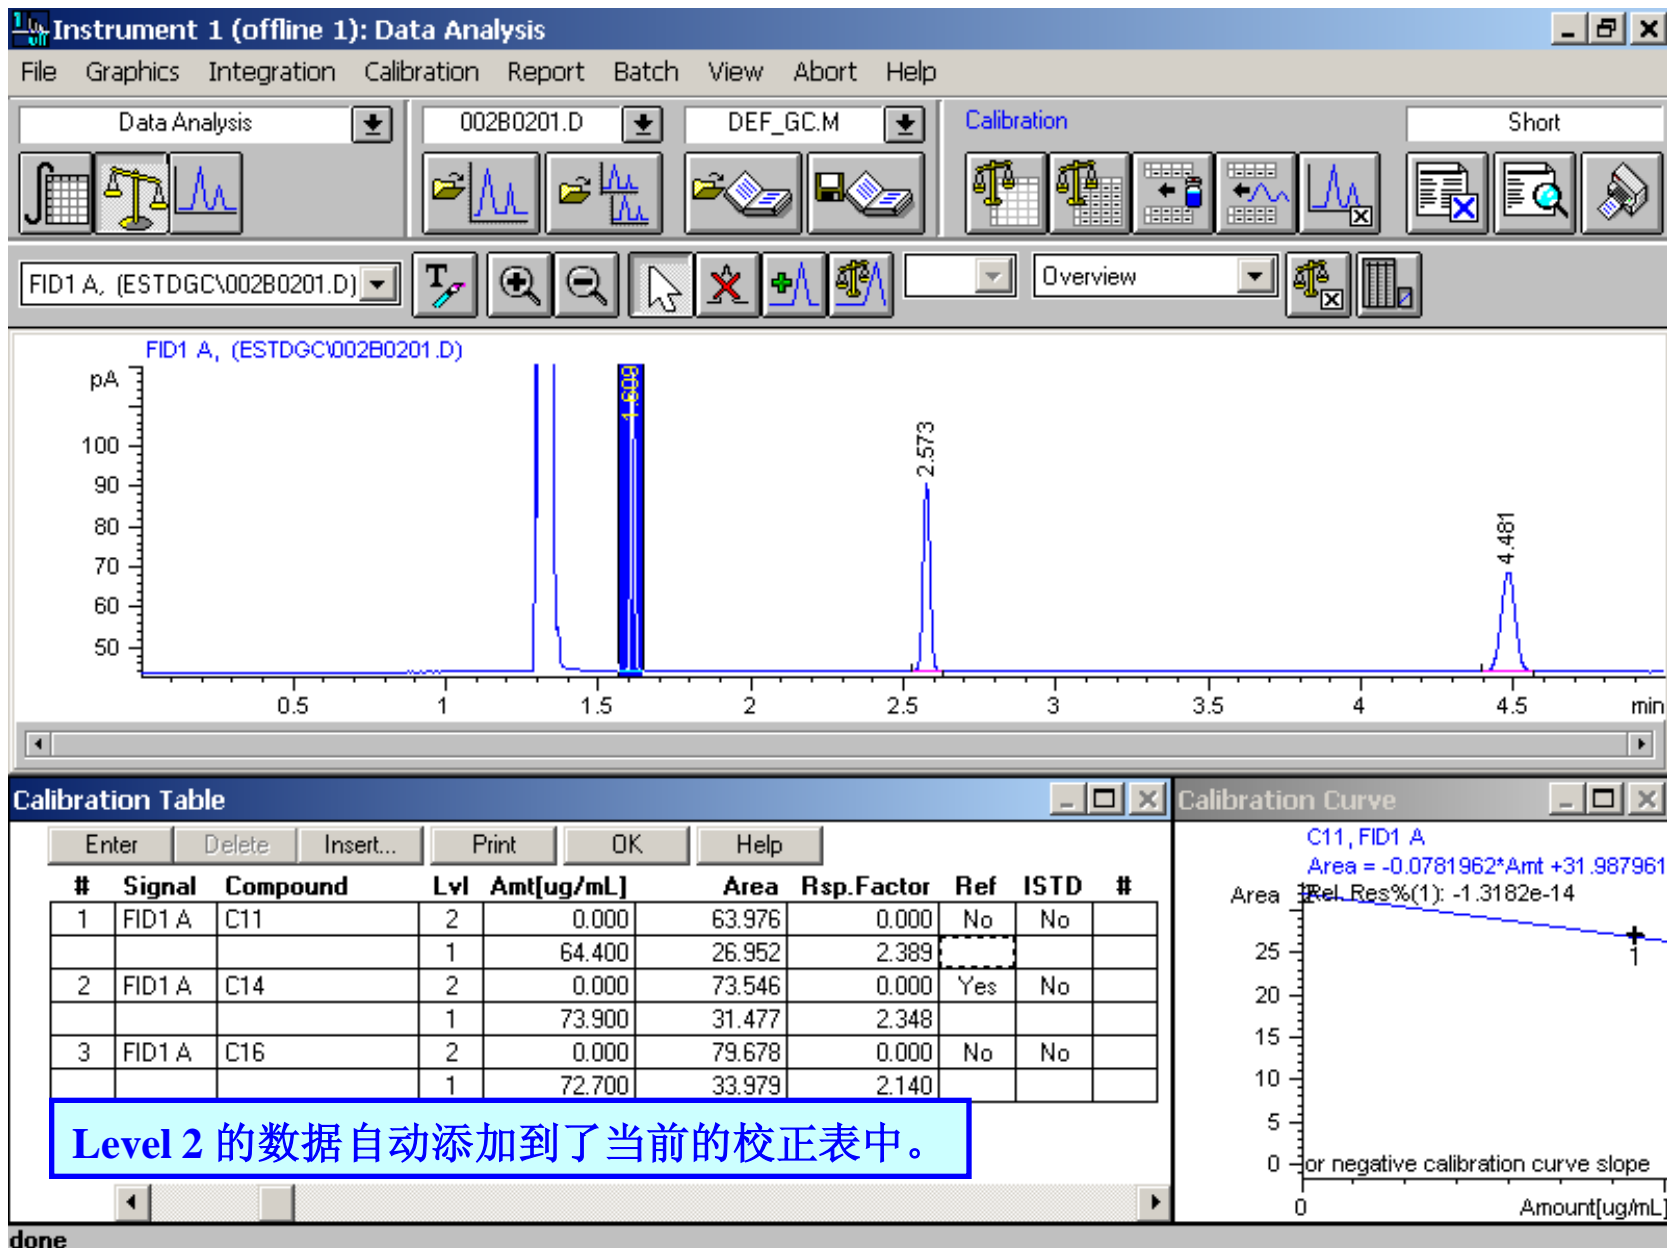 Instrument 1 (offline 1): Data Analysis
File Graphics Integration Calibration Report Batch View Abort Help
Data Analysis 002B0201.D DEF_GC.M Calibration Short
FID1 A, (ESTDGC\002B0201.D) Overview
FID1 A, (ESTDGC\002B0201.D)
pA
100
90
80
70
60
50
1.609
2.573
4.481
0.5 1 1.5 2 2.5 3 3.5 4 4.5 min
Calibration Table
Enter Delete Insert... Print OK Help
# Signal Compound Lvl Amt[ug/mL] Area Rsp.Factor Ref ISTD #
1 FID1 A C11 2 0.000 63.976 0.000 No No
1 64.400 26.952 2.389
2 FID1 A C14 2 0.000 73.546 0.000 Yes No
1 73.900 31.477 2.348
3 FID1 A C16 2 0.000 79.678 0.000 No No
1 72.700 33.979 2.140
Level 2 的数据自动添加到了当前的校正表中。
Calibration Curve
C11, FID1 A
Area = -0.0781962*Amt +31.987961
Rel. Res%(1): -1.3182e-14
Area
25
20
15
10
5
0
1
or negative calibration curve slope
0 Amount[ug/mL]
done